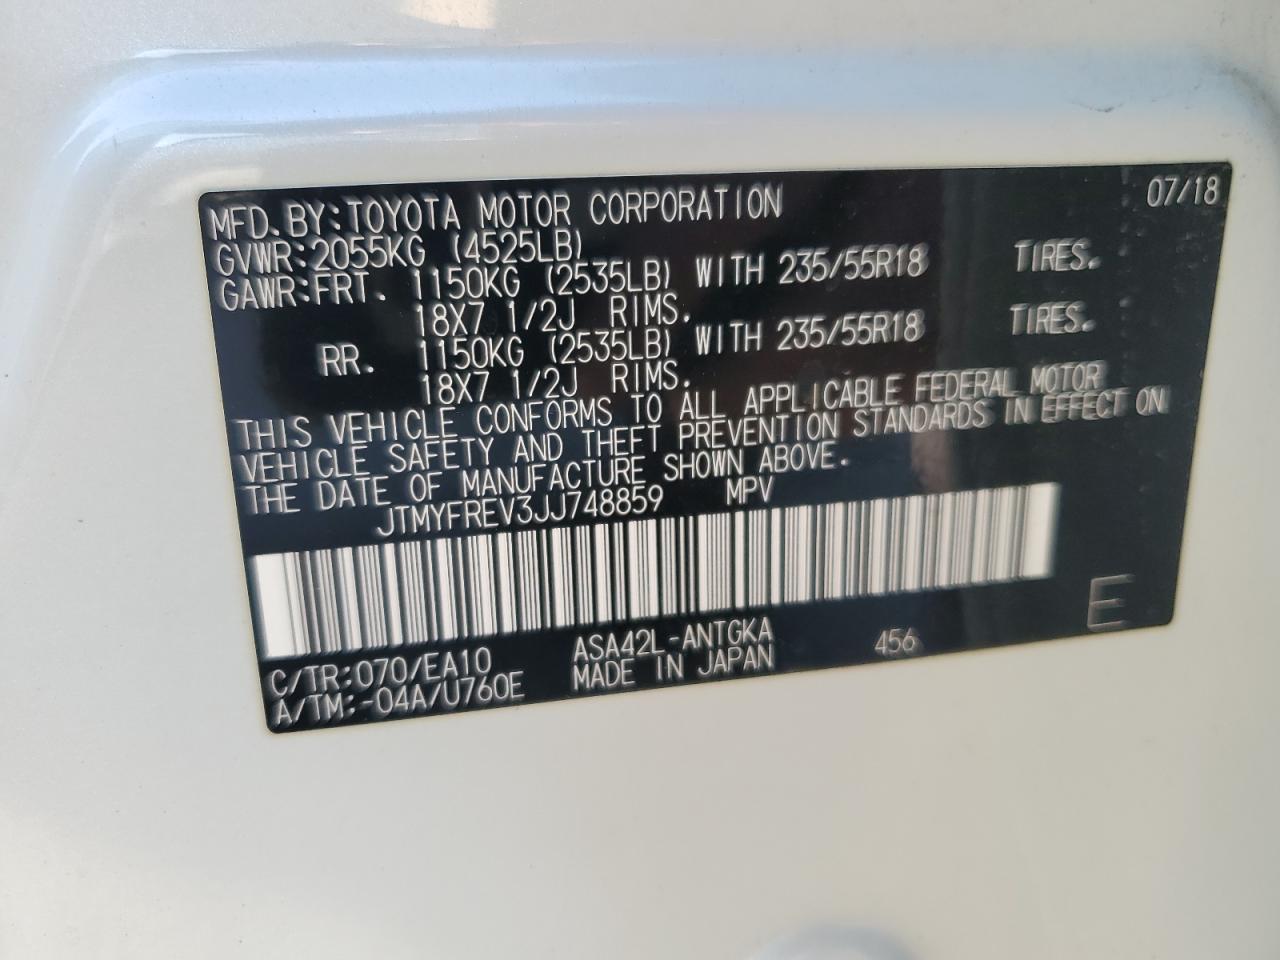 07/18
MFD.BY:TOYOTA MOTOR CORPORATION
GVWR:2055KG (4525LB)
GAWR:FRT. 1150KG (2535LB) WITH 235/55R18 TIRES.
18X7 1/2J RIMS.
RR. 1150KG (2535LB) WITH 235/55R18 TIRES.
18X7 1/2J RIMS.
THIS VEHICLE CONFORMS TO ALL APPLICABLE FEDERAL MOTOR
VEHICLE SAFETY AND THEFT PREVENTION STANDARDS IN EFFECT ON
THE DATE OF MANUFACTURE SHOWN ABOVE.
JTMYFREV3JJ748859 MPV
C/TR:070/EA10 ASA42L-ANTGKA 456 E
A/TM:-04A/U760E MADE IN JAPAN